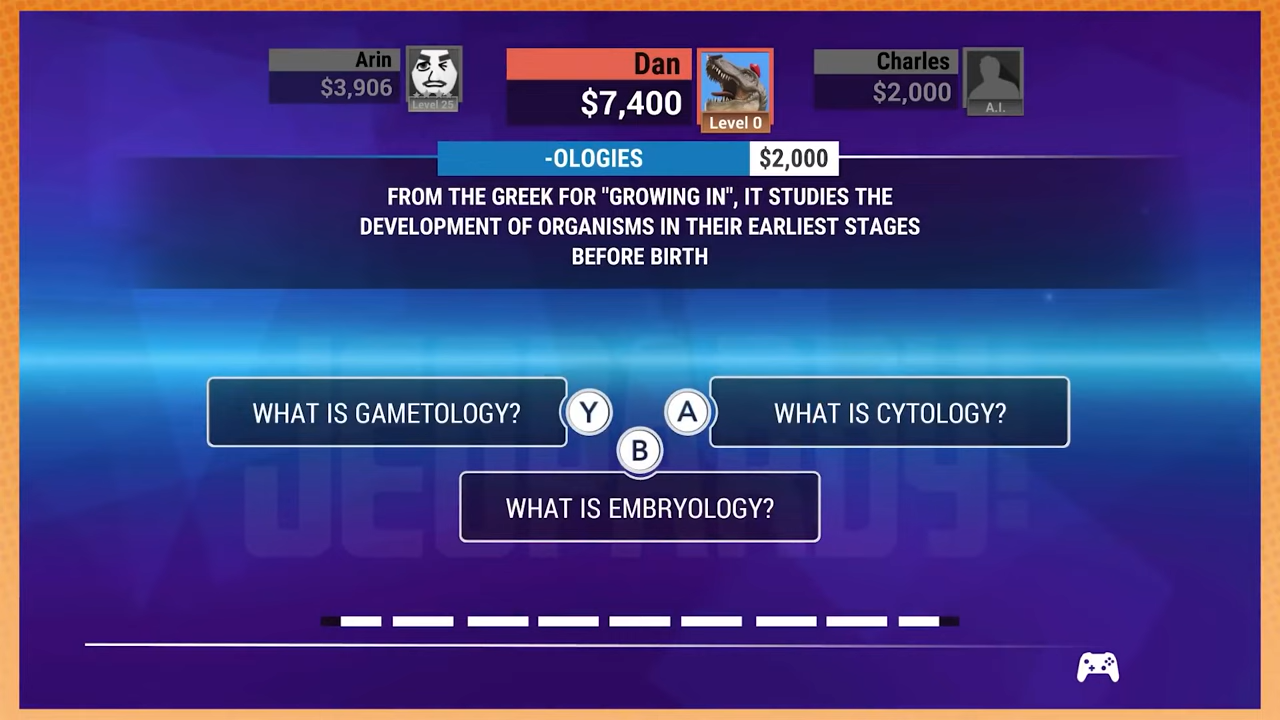 Arin
$3,906
Level 25
Dan
$7,400
Level 0
Charles
$2,000
A.I.
-OLOGIES
$2,000
FROM THE GREEK FOR "GROWING IN", IT STUDIES THE
DEVELOPMENT OF ORGANISMS IN THEIR EARLIEST STAGES
BEFORE BIRTH
WHAT IS GAMETOLOGY?
Y
A
WHAT IS CYTOLOGY?
B
WHAT IS EMBRYOLOGY?
JEOPARDY!